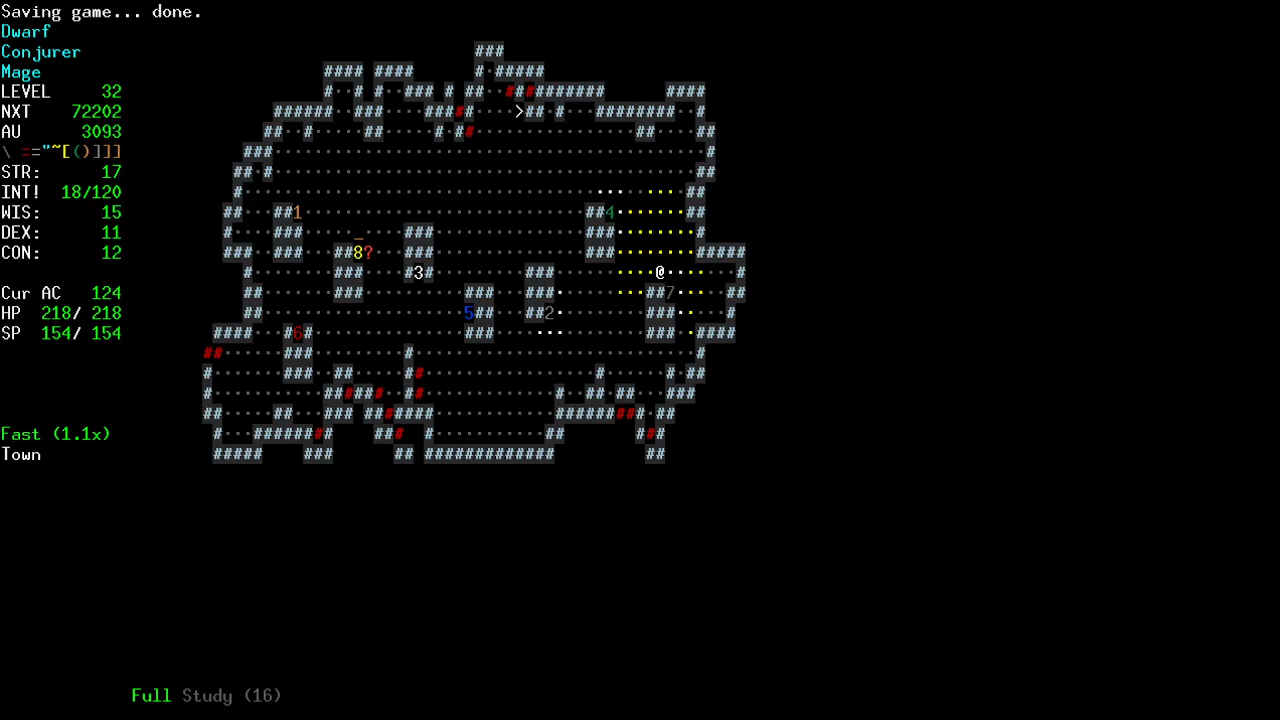 Saving game... done.
Dwarf
Conjurer
Mage
LEVEL 32
NXT 72202
AU 3093
\ =="~[()]]]
STR: 17
INT! 18/120
WIS: 15
DEX: 11
CON: 12
Cur AC 124
HP 218/ 218
SP 154/ 154
Fast (1.1x)
Town
Full Study (16)